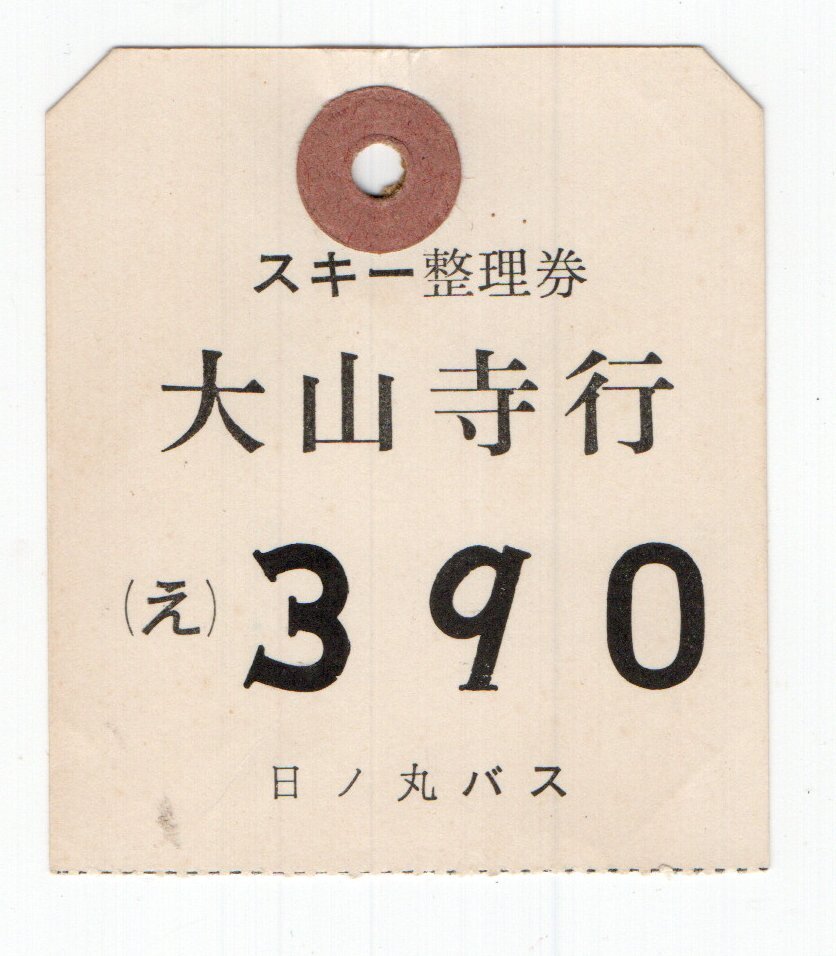 スキー整理券
大山寺行
(え) 390
日ノ丸バス